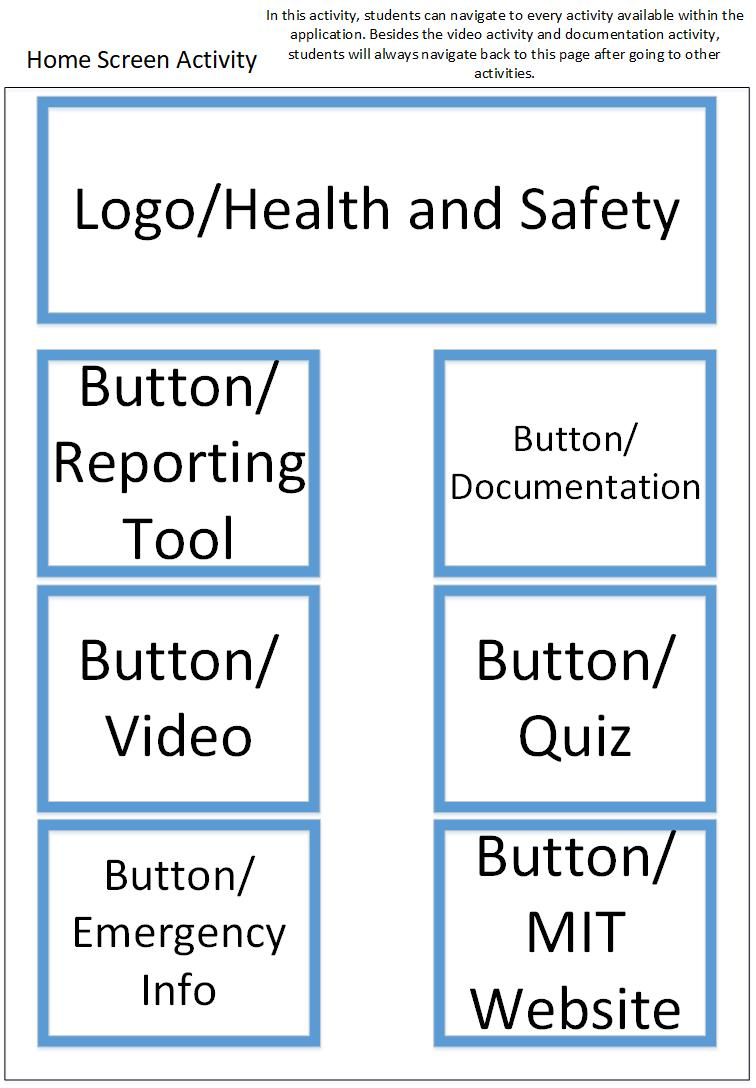 In this activity, students can navigate to every activity available within the
application. Besides the video activity and documentation activity,
students will always navigate back to this page after going to other
activities.
Home Screen Activity
Logo/Health and Safety
Button/
Reporting
Tool
Button/
Documentation
Button/
Video
Button/
Quiz
Button/
Emergency
Info
Button/
MIT
Website